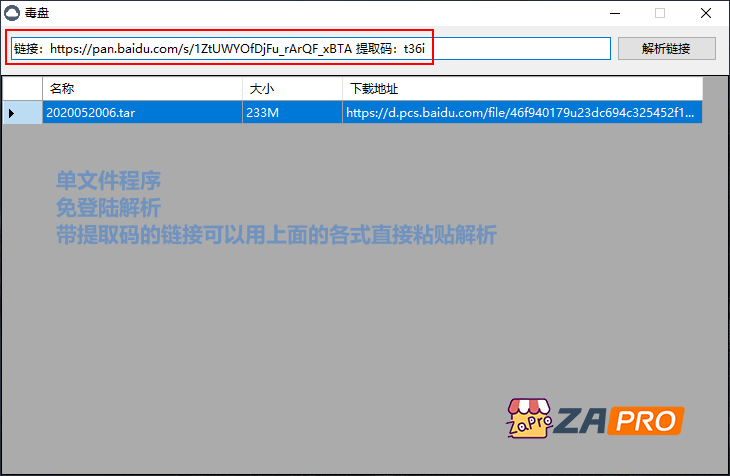 毒盘
链接：https://pan.baidu.com/s/1ZtUWYOfDjFu_rArQF_xBTA 提取码：t36i
解析链接
名称 大小 下载地址
2020052006.tar 233M https://d.pcs.baidu.com/file/46f940179u23dc694c325452f1...
单文件程序
免登陆解析
带提取码的链接可以用上面的各式直接粘贴解析
ZaPro ZA PRO